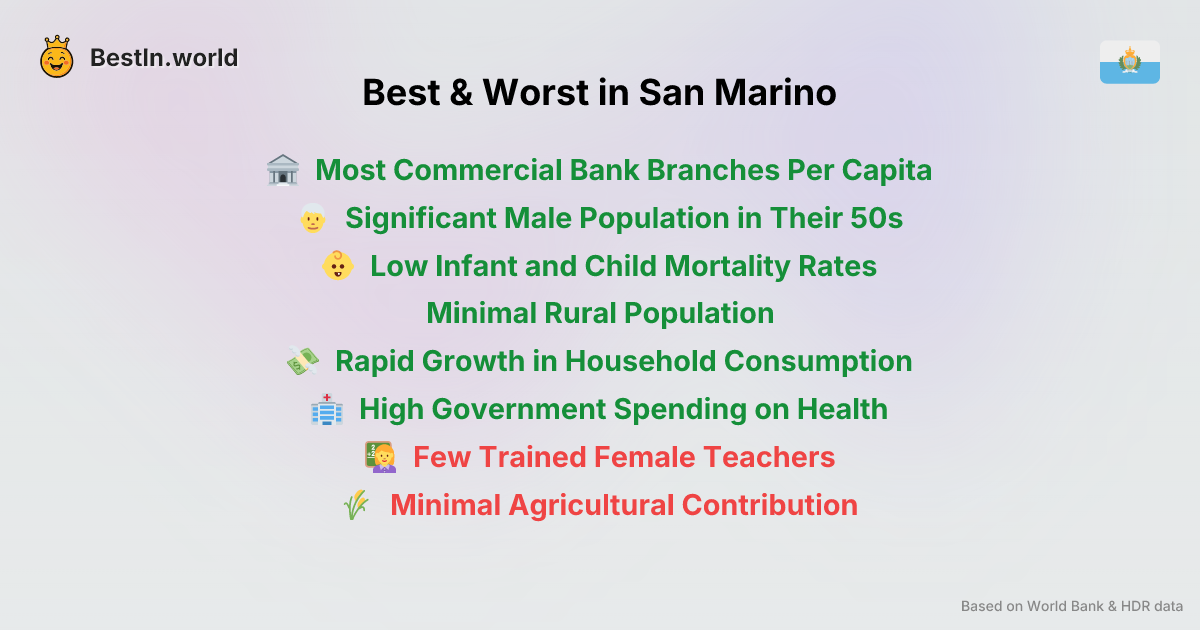 BestIn.world
Best & Worst in San Marino
Most Commercial Bank Branches Per Capita
Significant Male Population in Their 50s
Low Infant and Child Mortality Rates
Minimal Rural Population
Rapid Growth in Household Consumption
High Government Spending on Health
Few Trained Female Teachers
Minimal Agricultural Contribution
Based on World Bank & HDR data